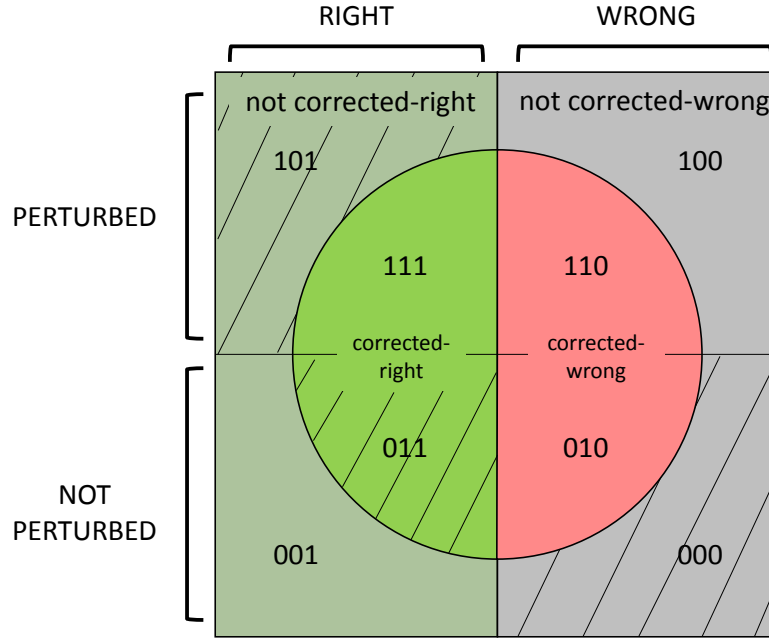 RIGHT
WRONG
not corrected-right
not corrected-wrong
101
100
PERTURBED
111
110
corrected-
right
corrected-
wrong
011
010
NOT
PERTURBED
001
000